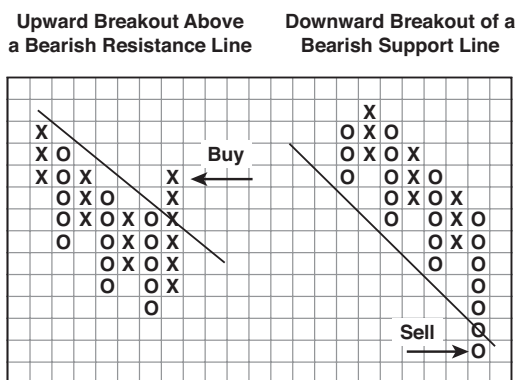 Upward Breakout Above
a Bearish Resistance Line
X
X O
X O X X
O X O X
O X O X O X
O O X O X
O X O X
O O X
O
Buy
Downward Breakout of a
Bearish Support Line
X
O X O
O X O X
O O X O
O X O X
O O X O
O X O
O O
O
O
O
O
Sell